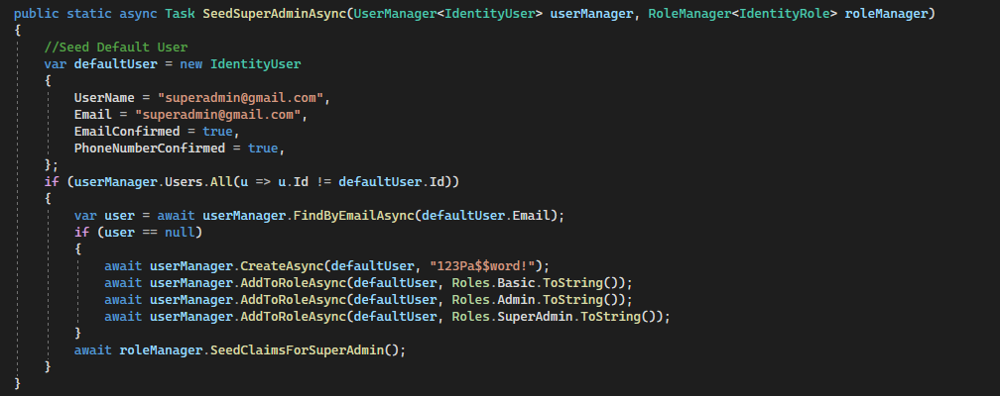 public static async Task SeedSuperAdminAsync(UserManager<IdentityUser> userManager, RoleManager<IdentityRole> roleManager)
{
    //Seed Default User
    var defaultUser = new IdentityUser
    {
        UserName = "superadmin@gmail.com",
        Email = "superadmin@gmail.com",
        EmailConfirmed = true,
        PhoneNumberConfirmed = true,
    };
    if (userManager.Users.All(u => u.Id != defaultUser.Id))
    {
        var user = await userManager.FindByEmailAsync(defaultUser.Email);
        if (user == null)
        {
            await userManager.CreateAsync(defaultUser, "123Pa$$word!");
            await userManager.AddToRoleAsync(defaultUser, Roles.Basic.ToString());
            await userManager.AddToRoleAsync(defaultUser, Roles.Admin.ToString());
            await userManager.AddToRoleAsync(defaultUser, Roles.SuperAdmin.ToString());
        }
        await roleManager.SeedClaimsForSuperAdmin();
    }
}